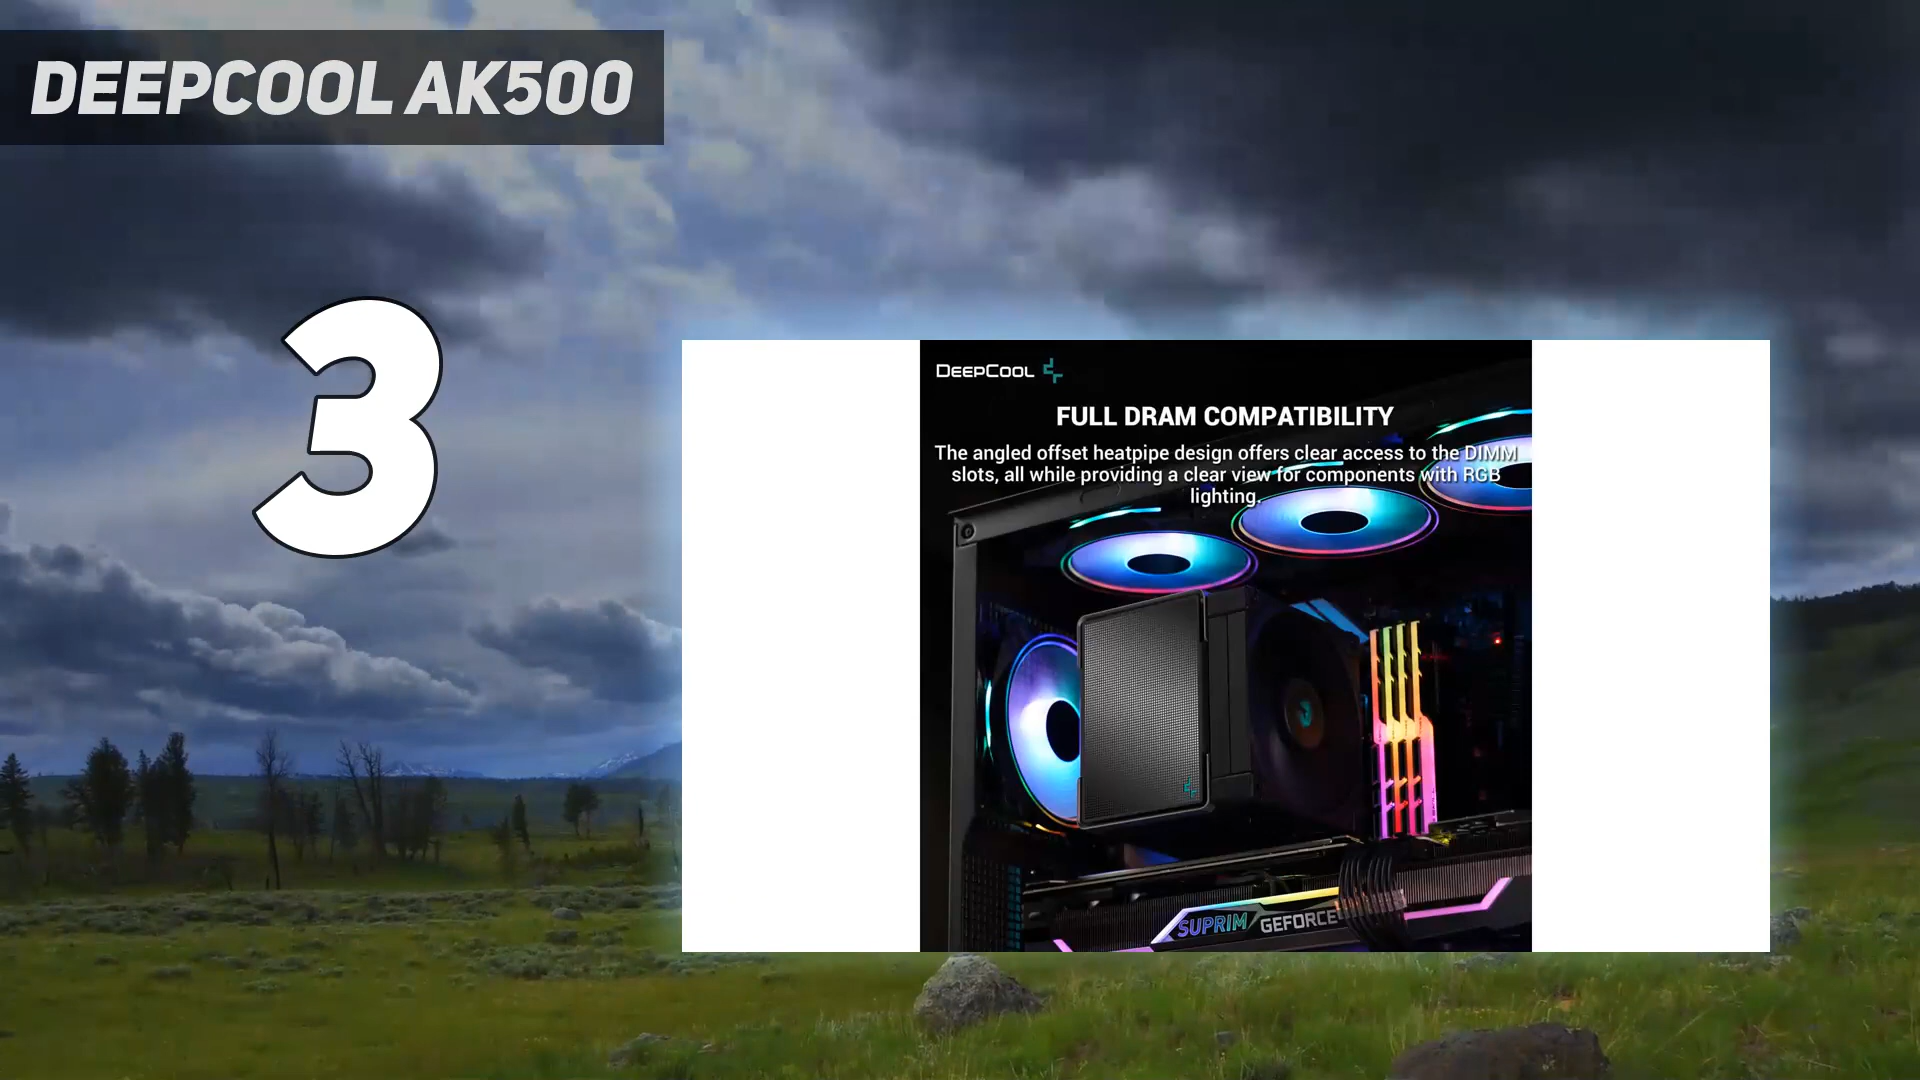 DEEPCOOL AK500
3
DEEPCOOL
FULL DRAM COMPATIBILITY
The angled offset heatpipe design offers clear access to the DIMM
slots, all while providing a clear view for components with RGB
lighting.
SUPRIM GEFORCE